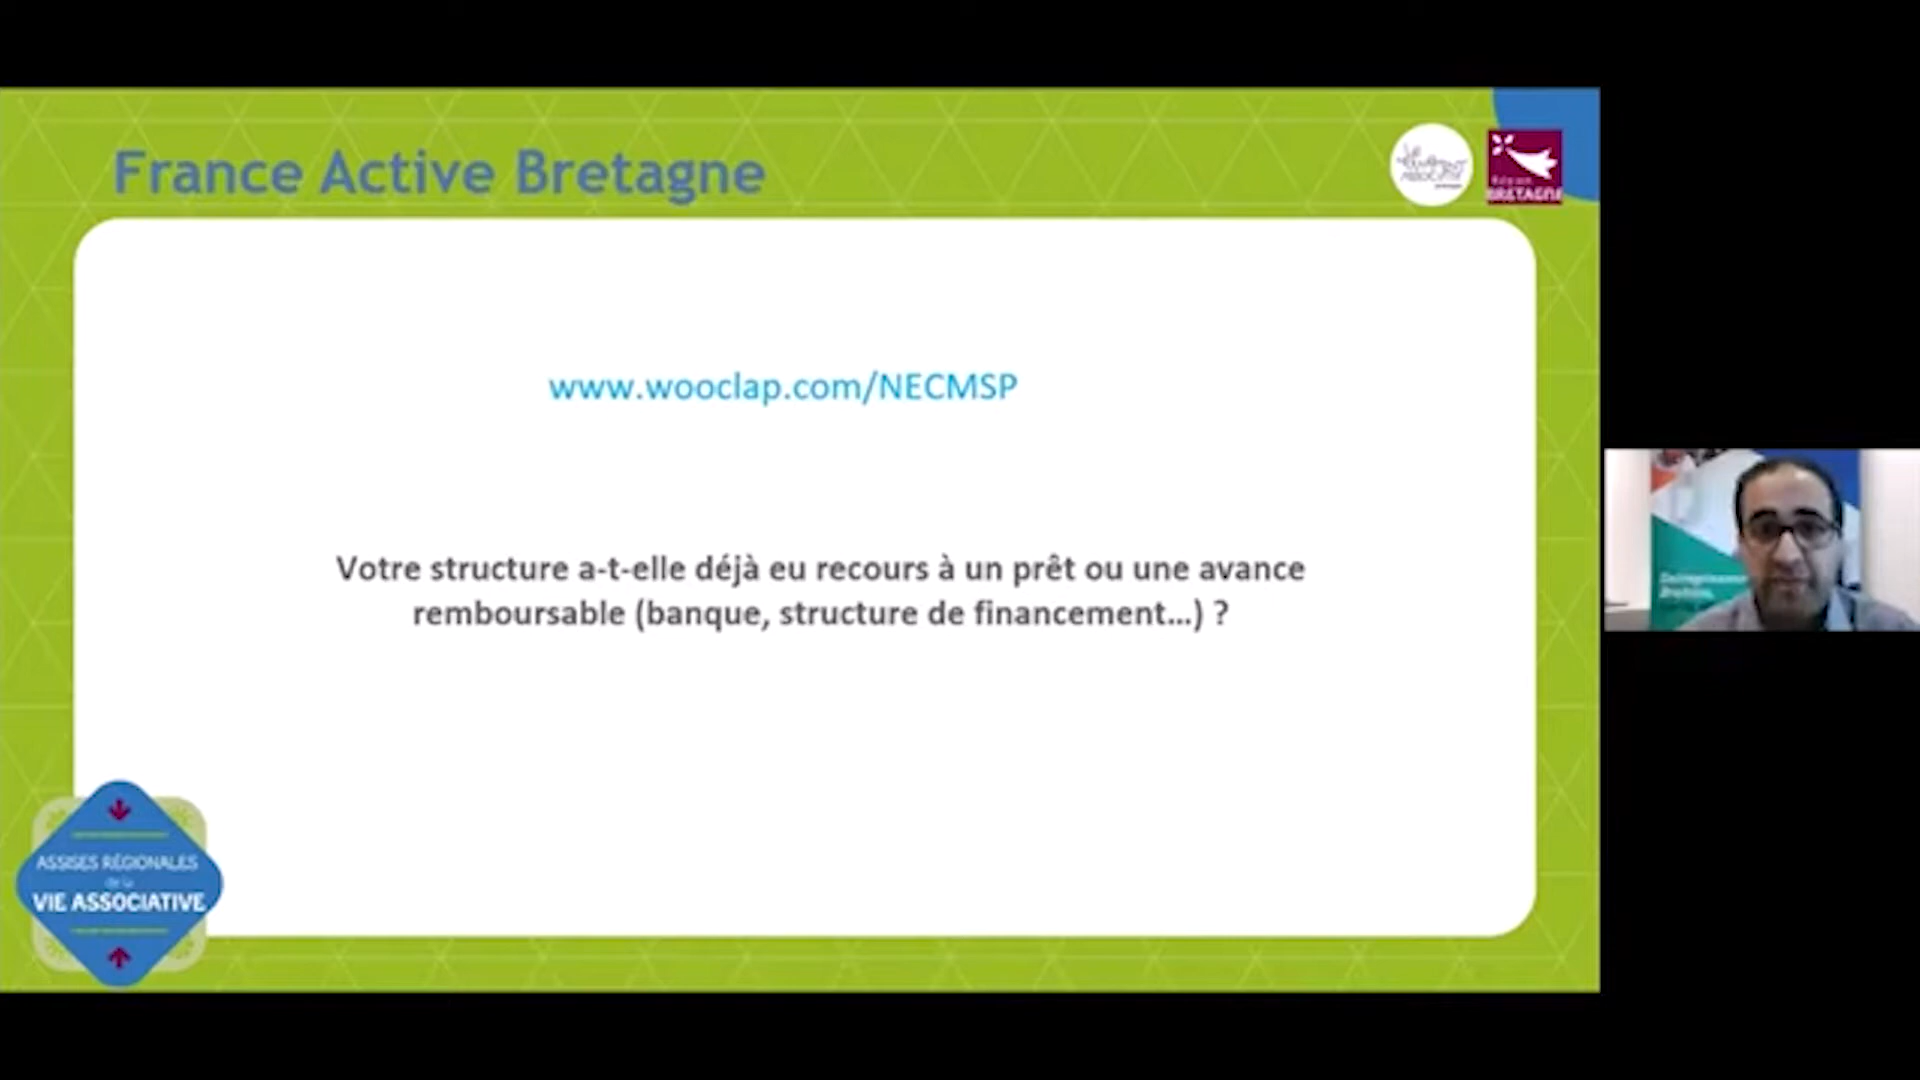 France Active Bretagne
BRETAGNE
www.wooclap.com/NECMSP
Votre structure a-t-elle déjà eu recours à un prêt ou une avance
remboursable (banque, structure de financement...) ?
ASSISES RÉGIONALES
de la
VIE ASSOCIATIVE